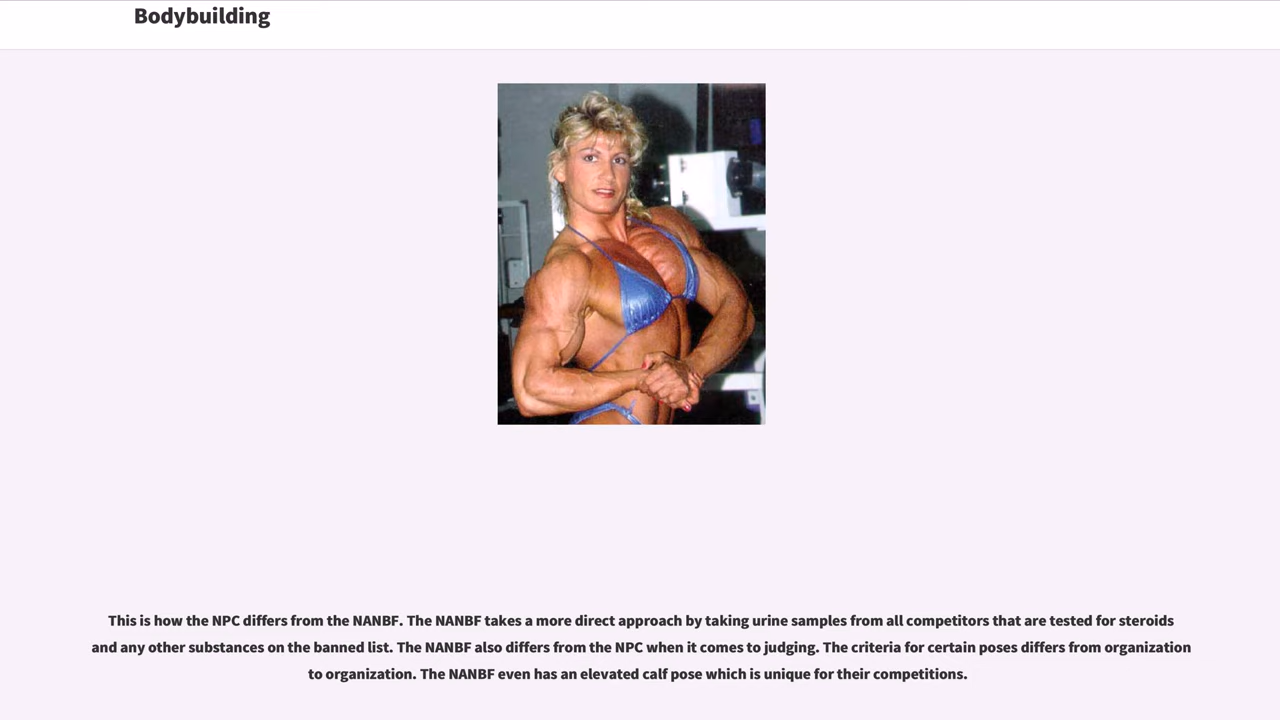 Bodybuilding
This is how the NPC differs from the NANBF. The NANBF takes a more direct approach by taking urine samples from all competitors that are tested for steroids
and any other substances on the banned list. The NANBF also differs from the NPC when it comes to judging. The criteria for certain poses differs from organization
to organization. The NANBF even has an elevated calf pose which is unique for their competitions.